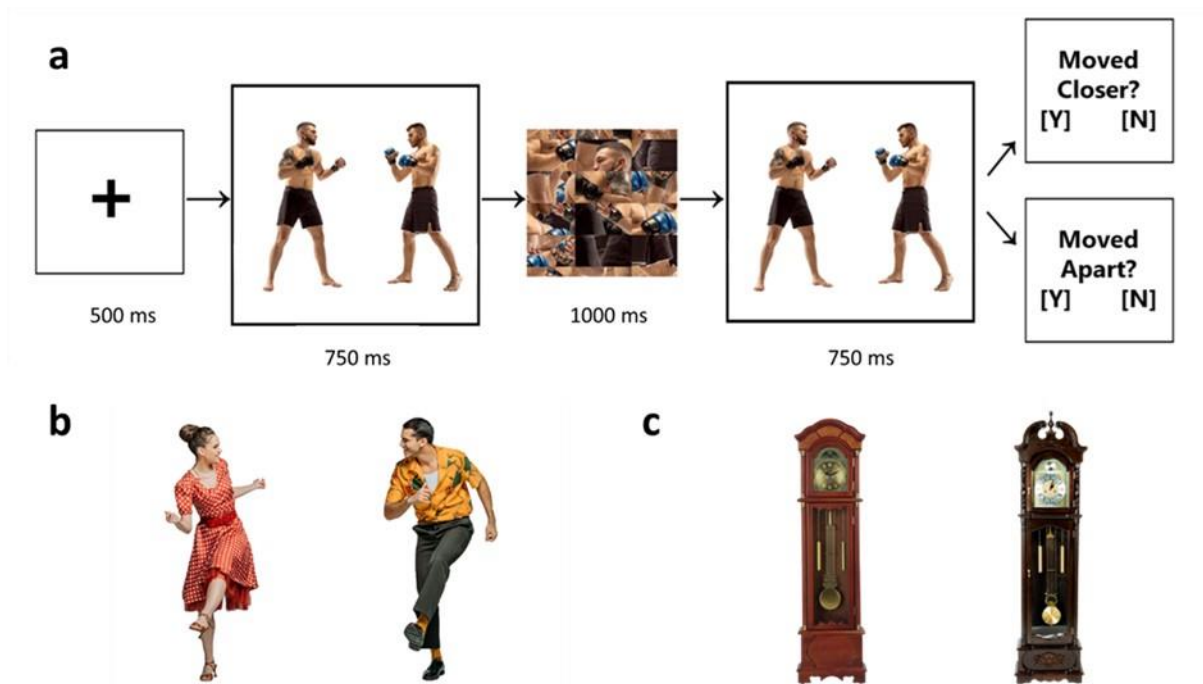 a
+
500 ms
750 ms
1000 ms
750 ms
Moved
Closer?
[Y] [N]
Moved
Apart?
[Y] [N]
b
c